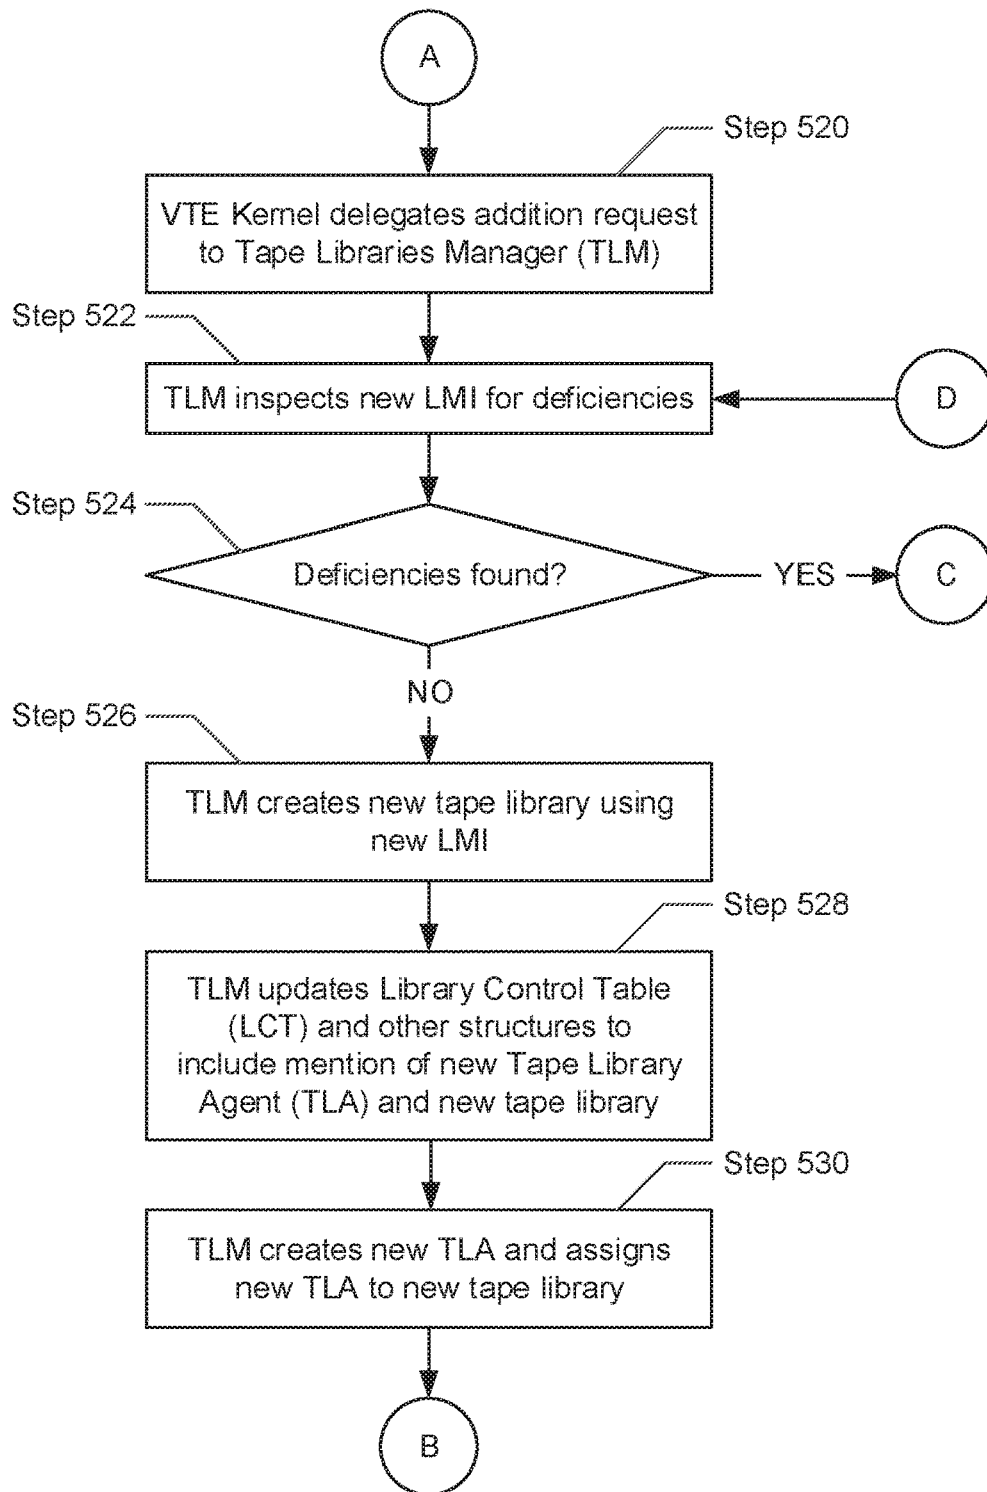 A
Step 520
VTE Kernel delegates addition request
to Tape Libraries Manager (TLM)
Step 522
TLM inspects new LMI for deficiencies
D
Step 524
Deficiencies found?
YES
C
NO
Step 526
TLM creates new tape library using
new LMI
Step 528
TLM updates Library Control Table
(LCT) and other structures to
include mention of new Tape Library
Agent (TLA) and new tape library
Step 530
TLM creates new TLA and assigns
new TLA to new tape library
B